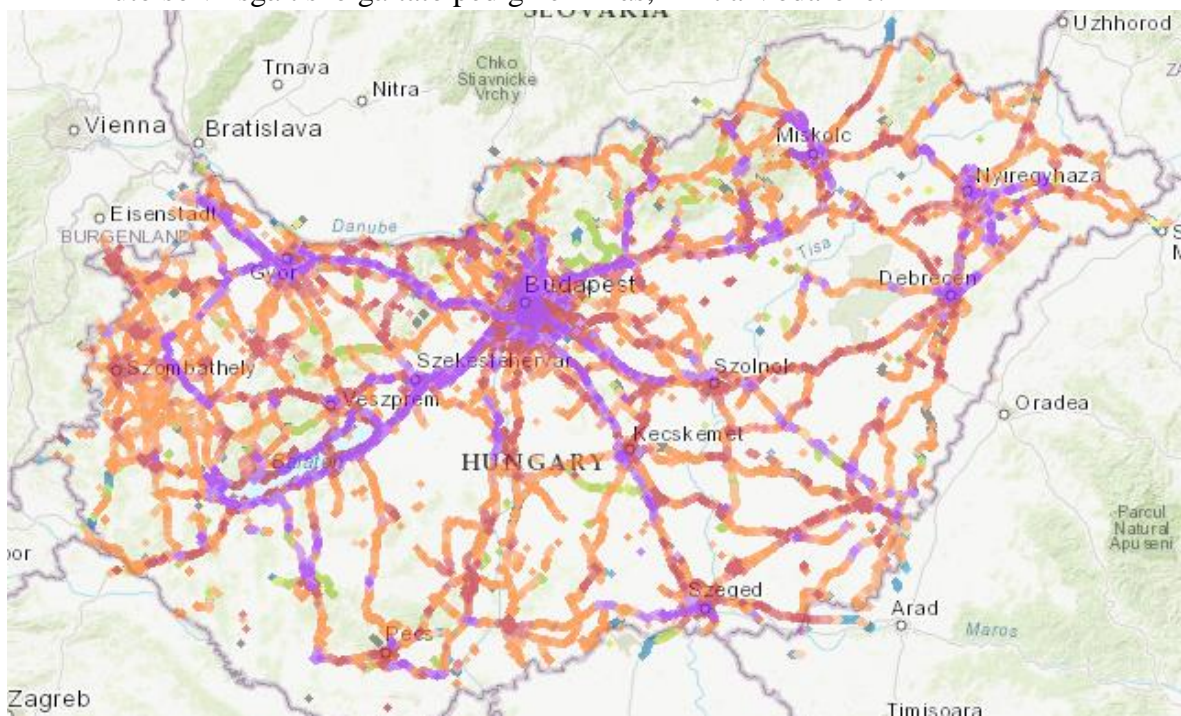 SLOVAKIA
Uzhhorod
Trnava
Chko
Stiavnicke
Vrchy
Nitra
Vienna
Bratislava
Miskolc
Nyiregyhaza
Eisenstadt
BURGENLAND
Danube
Tisa
Gyor
Debrecen
Budapest
Szekesfehervar
Szolnok
Szombathely
Veszprem
Oradea
Kecskemet
HUNGARY
Balaton
Parcul
Natural
Apuseni
Szeged
Arad
Maros
Pecs
Zagreb
Timisoara